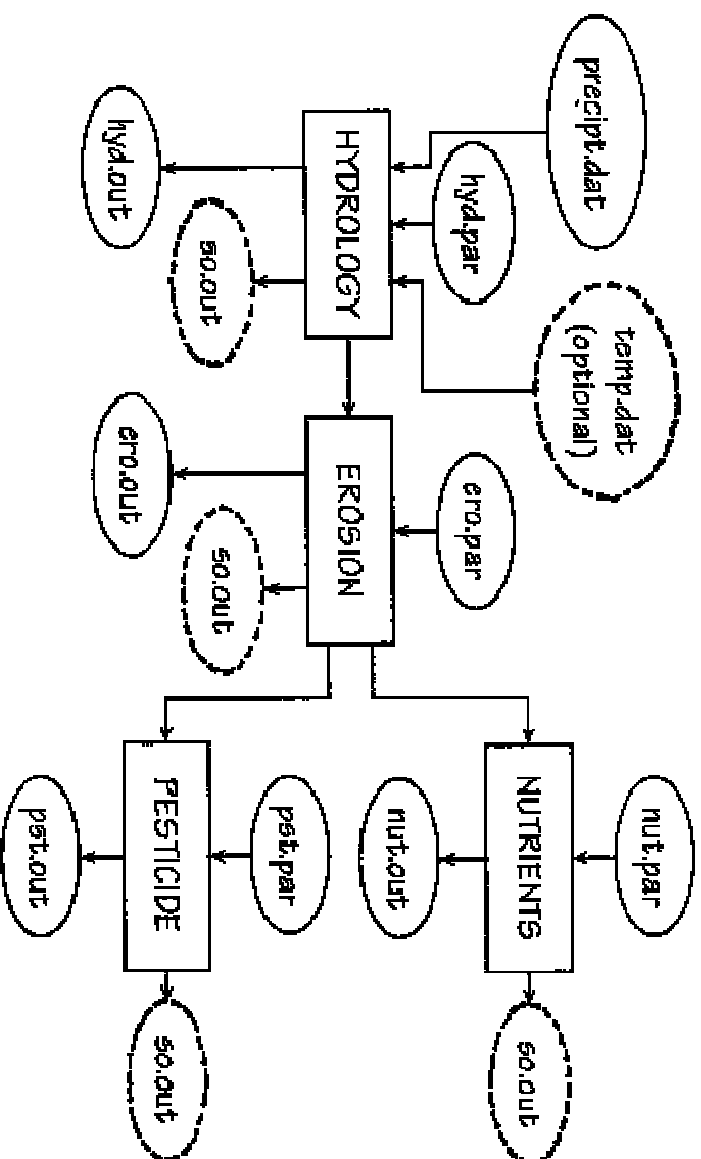 precipt.dat
temp.dat
(optional)
hyd.par
ero.par
nut.par
HYDROLOGY
EROSION
NUTRIENTS
hyd.out
so.out
ero.out
so.out
nut.out
so.out
pst.par
PESTICIDE
pst.out
so.out